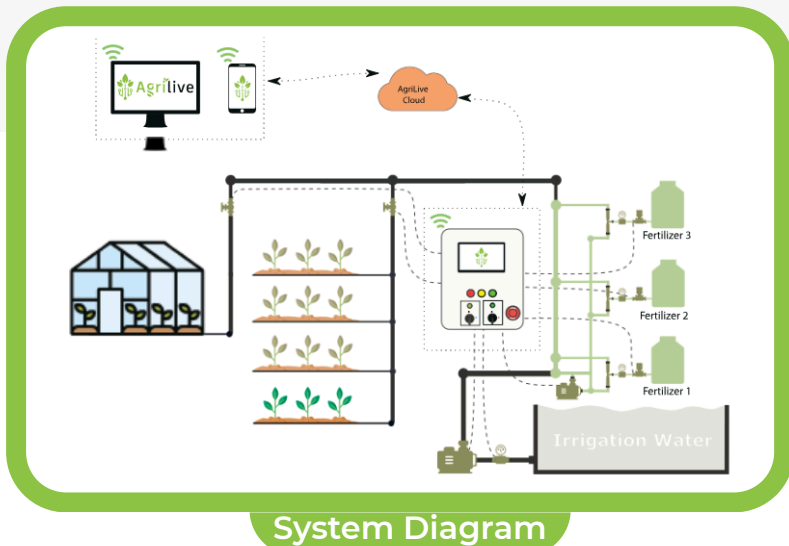 Agrilive
AgriLive
Cloud
Fertilizer 3
Fertilizer 2
Fertilizer 1
Irrigation Water
System Diagram